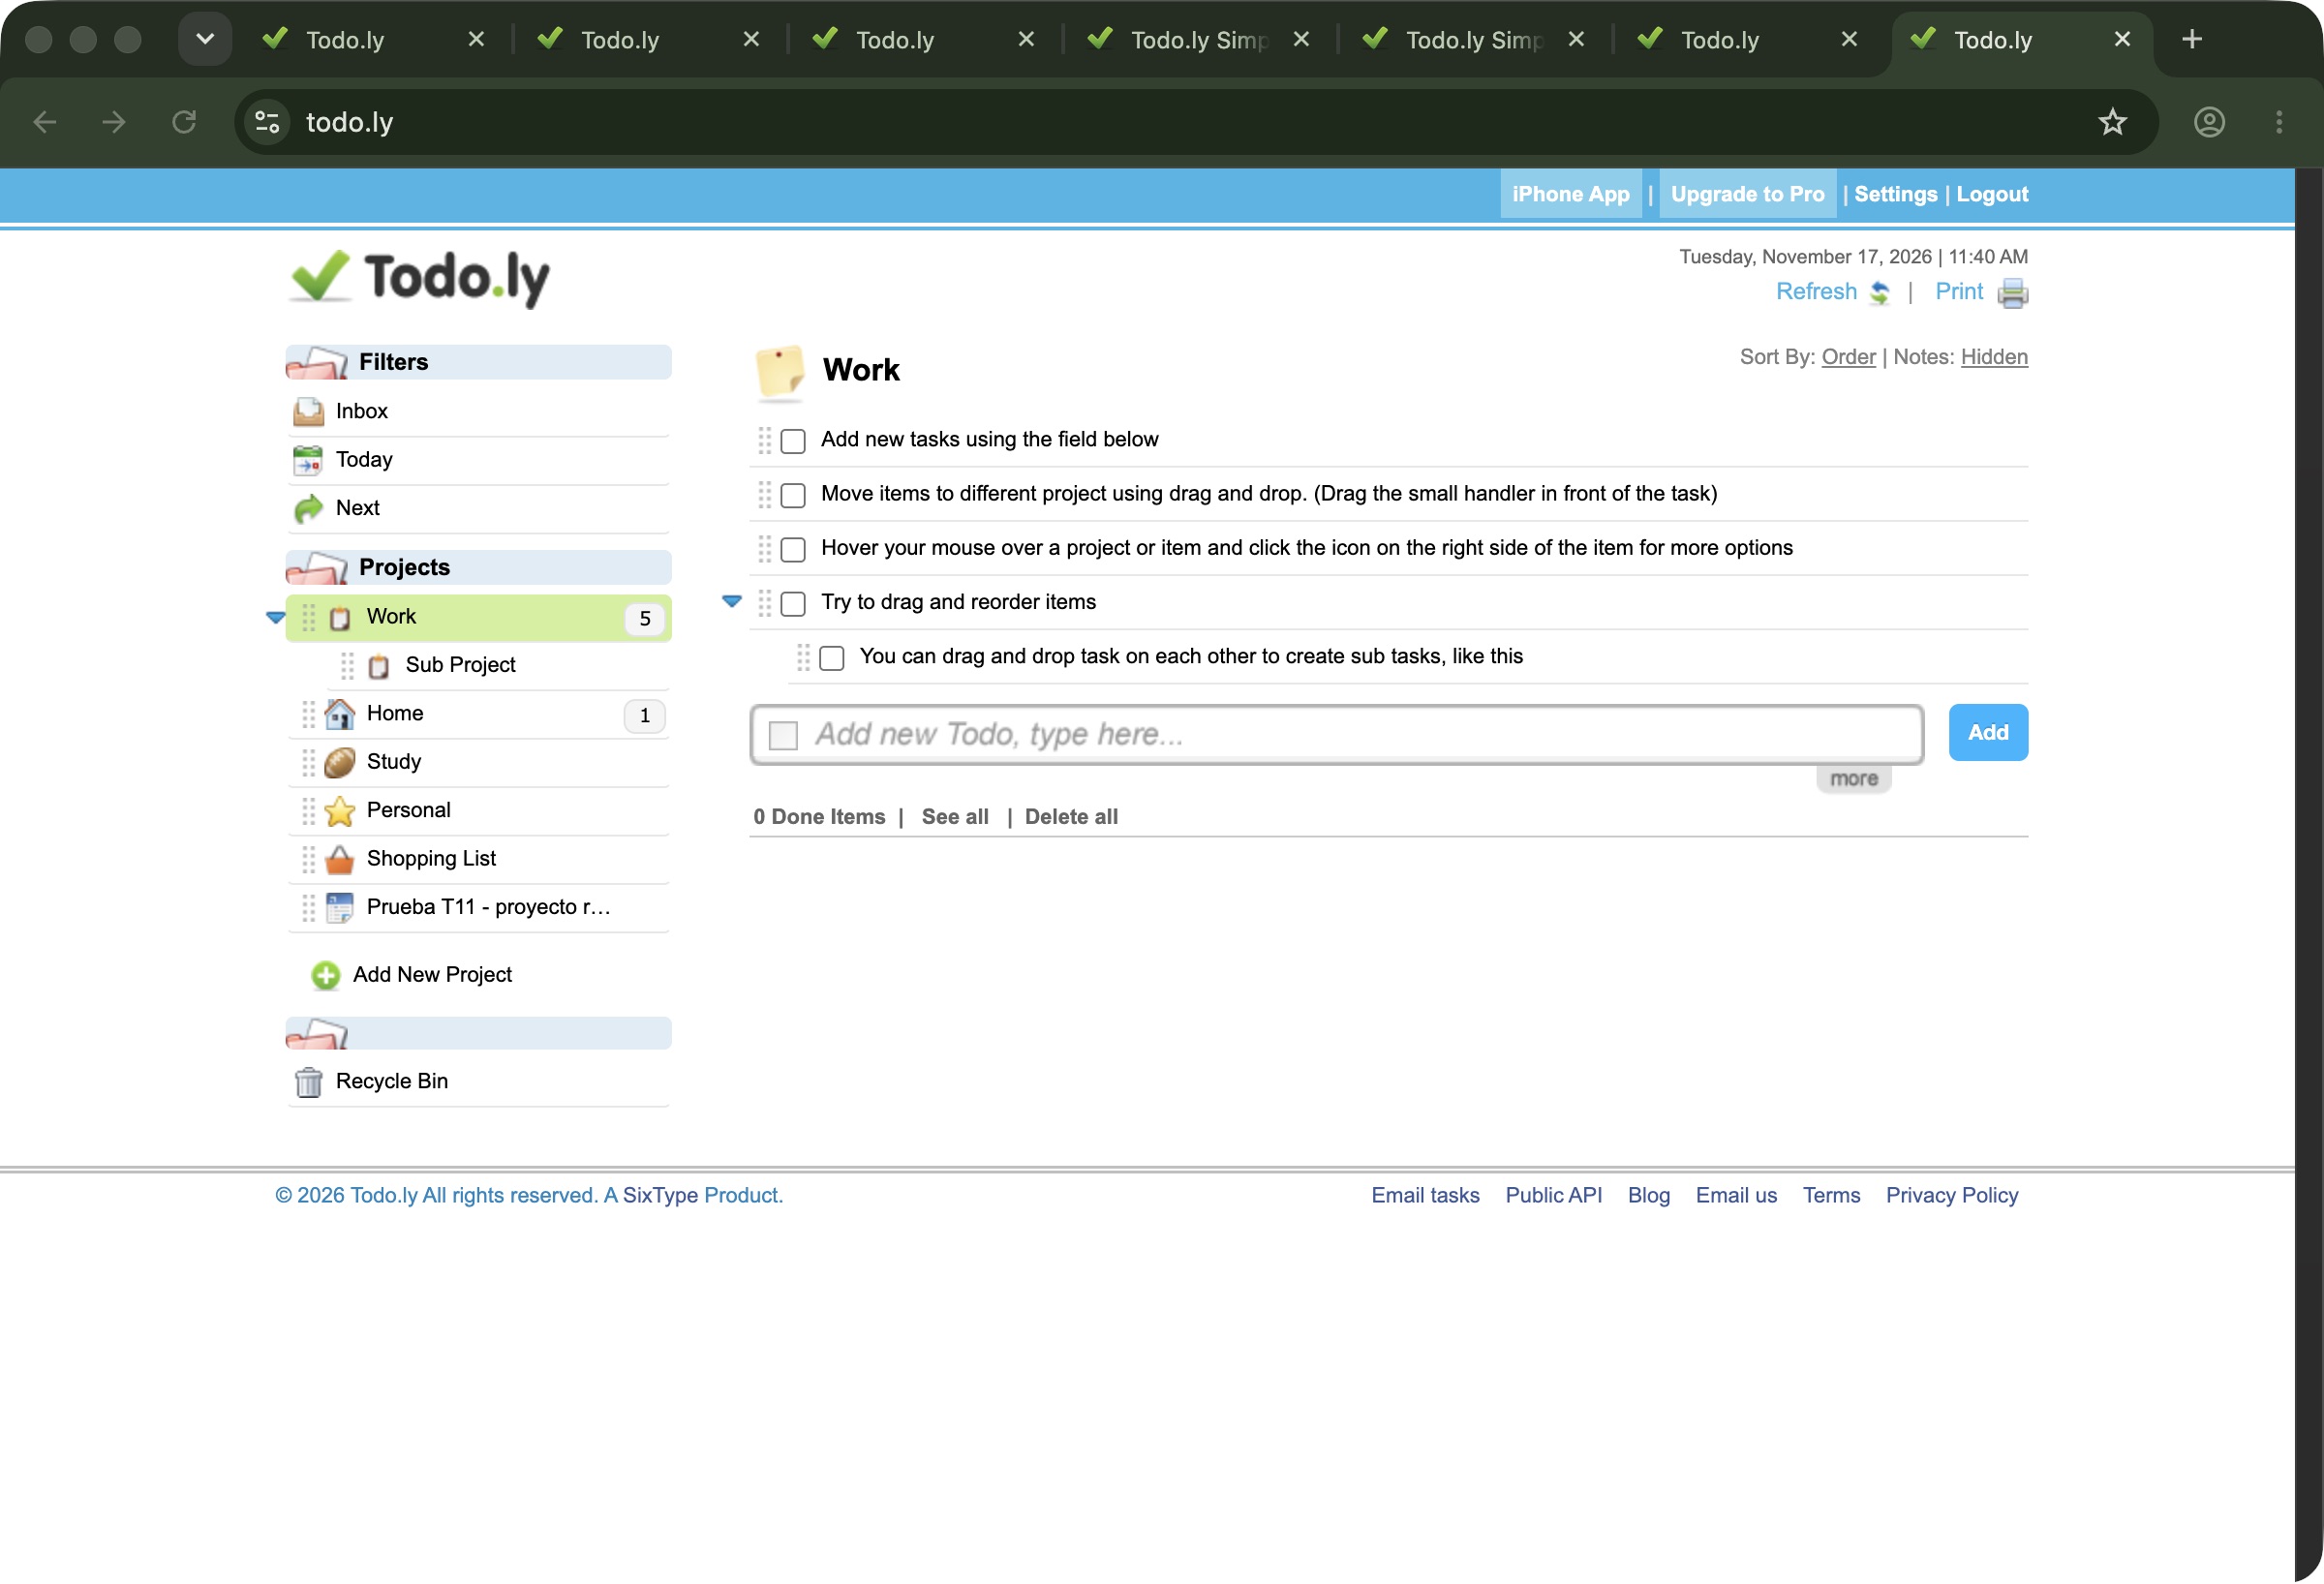 Todo.ly
Todo.ly
Todo.ly
Todo.ly Simp
Todo.ly Simp
Todo.ly
Todo.ly
todo.ly
iPhone App | Upgrade to Pro | Settings | Logout
Todo.ly
Tuesday, November 17, 2026 | 11:40 AM
Refresh | Print
Filters
Inbox
Today
Next
Projects
Work 5
Sub Project
Home 1
Study
Personal
Shopping List
Prueba T11 - proyecto r…
Add New Project
Recycle Bin
Work
Sort By: Order | Notes: Hidden
Add new tasks using the field below
Move items to different project using drag and drop. (Drag the small handler in front of the task)
Hover your mouse over a project or item and click the icon on the right side of the item for more options
Try to drag and reorder items
You can drag and drop task on each other to create sub tasks, like this
Add new Todo, type here...
Add
more
0 Done Items | See all | Delete all
© 2026 Todo.ly All rights reserved. A SixType Product.
Email tasks Public API Blog Email us Terms Privacy Policy